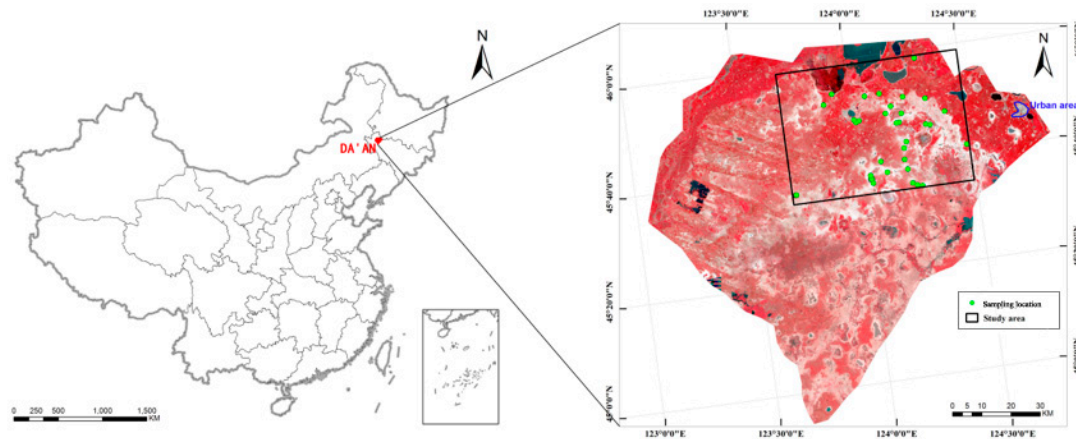 N
DA'AN
0 250 500 1,000 1,500
KM
123°30'0"E 124°0'0"E 124°30'0"E
N
46°0'0"N
Urban area
45°40'0"N
45°20'0"N
45°0'0"N
Sampling location
Study area
0 5 10 20 30
KM
123°0'0"E 123°30'0"E 124°0'0"E 124°30'0"E